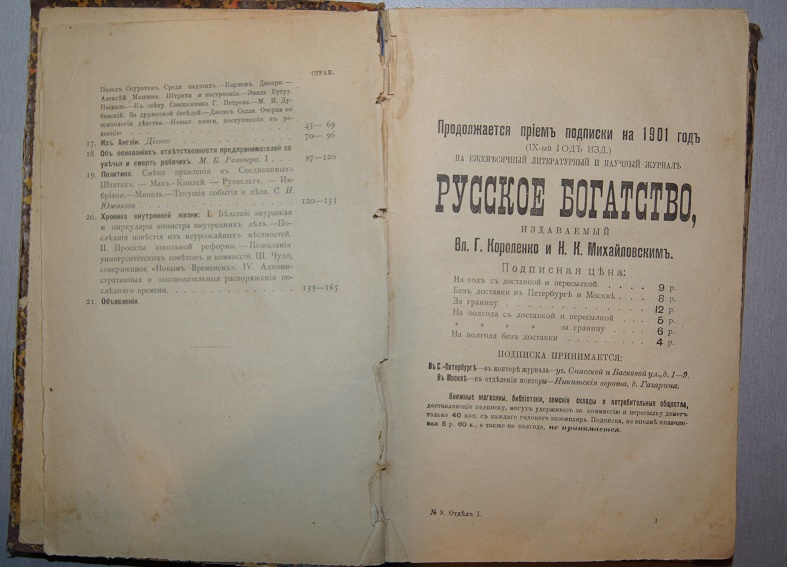 СТРАН.
Павел Скуратов. Среди надписи.—Кармен. Дикари.—
Алексѣй Машин. Штрихи и настроенія.—Эмиль Бутру.
Паскаль.—Къ свѣту. Священника Г. Петрова.—М. И. Ду-
бинскій. За дружеской бесѣдой.—Джемсъ Селли. Очерки по
психологіи дѣтства.—Новыя книги, поступившія въ ре-
дакцію . . . 43— 69
17. Изъ Англіи. Діонео . . . 70— 96
18. Объ основаніяхъ отвѣтственности предпринимателей за
увѣчья и смерть рабочихъ. М. Б. Ратнера. I . . . 97—120
19. Политика. Смѣна правленія въ Соединенныхъ
Штатахъ. — Макъ-Кинлей. — Рузвельтъ. — Им-
бріани.—Михель.—Текущія событія и дѣла. С. Н.
Южакова . . . 120—133
20. Хроника внутренней жизни: I. Бѣдствіе неурожая
и циркуляры министра внутреннихъ дѣлъ.—По-
слѣднія извѣстія изъ неурожайныхъ мѣстностей.
II. Проекты школьной реформы.—Пожеланія
университетскихъ совѣтовъ и комиссій. III. Чудо,
совершенное «Новымъ Временемъ». IV. Админи-
стративныя и законодательныя распоряженія по-
слѣдняго времени. . . . 133—165
21. Объявленія.
Продолжается пріемъ подписки на 1901 годъ
(IX-ый ГОДЪ ИЗД.)
НА ЕЖЕМѢСЯЧНЫЙ ЛИТЕРАТУРНЫЙ И НАУЧНЫЙ ЖУРНАЛЪ
РУССКОЕ БОГАТСТВО,
ИЗДАВАЕМЫЙ
Вл. Г. Короленко и Н. К. Михайловскимъ.
Подписная цѣна:
На годъ съ доставкой и пересылкой. . . . . 9 р.
Безъ доставки въ Петербургѣ и Москвѣ . . . 8 р.
За границу . . . 12 р.
На полгода съ доставкой и пересылкой . . . 5 р.
» » » » за границу . . . . 6 р.
На полгода безъ доставки . . . 4 р.
ПОДПИСКА ПРИНИМАЕТСЯ:
Въ С.-Петербургѣ—въ конторѣ журнала—уг. Спасской и Басковой ул., д. 1—9.
Въ Москвѣ—въ отдѣленіи конторы—Никитскія ворота, д. Гагарина.
Книжные магазины, библіотеки, земскіе склады и потребительныя общества,
доставляющіе подписку, могутъ удерживать за коммиссію и пересылку денегъ
только 40 коп. съ каждаго годового экземпляра. Подписка, не вполнѣ оплачен-
ная 8 р. 60 к., а также на полгода, не принимается.
№ 9. Отдѣлъ I.
1